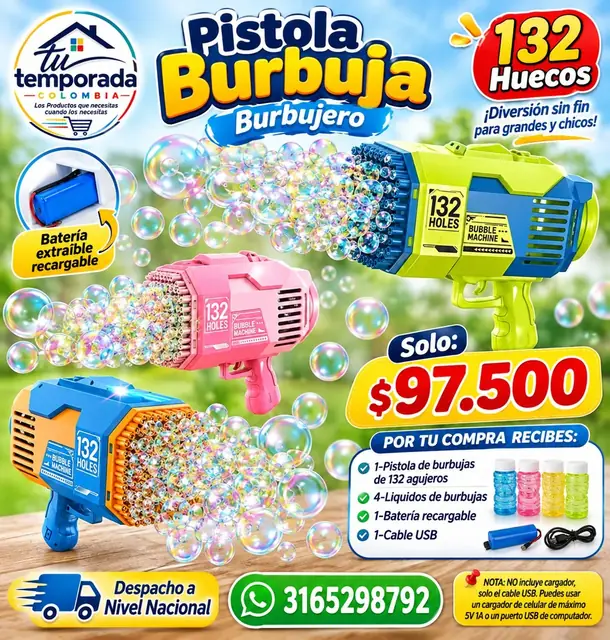 tu
temporada
COLOMBIA
Los Productos que necesitas
cuando los necesitas
Pistola
Burbuja
Burbujero
132
Huecos
¡Diversión sin fin
para grandes y chicos!
Batería
extraíble
recargable
132
HOLES
BUBBLE
MACHINE
132
HOLES
BUBBLE
MACHINE
132
HOLES
BUBBLE
MACHINE
Solo:
$97.500
POR TU COMPRA RECIBES:
1-Pistola de burbujas
de 132 agujeros
4-Liquidos de burbujas
1-Batería recargable
1-Cable USB
Despacho a
Nivel Nacional
3165298792
NOTA: NO incluye cargador,
solo el cable USB. Puedes usar
un cargador de celular de máximo
5V 1A o un puerto USB de computador.